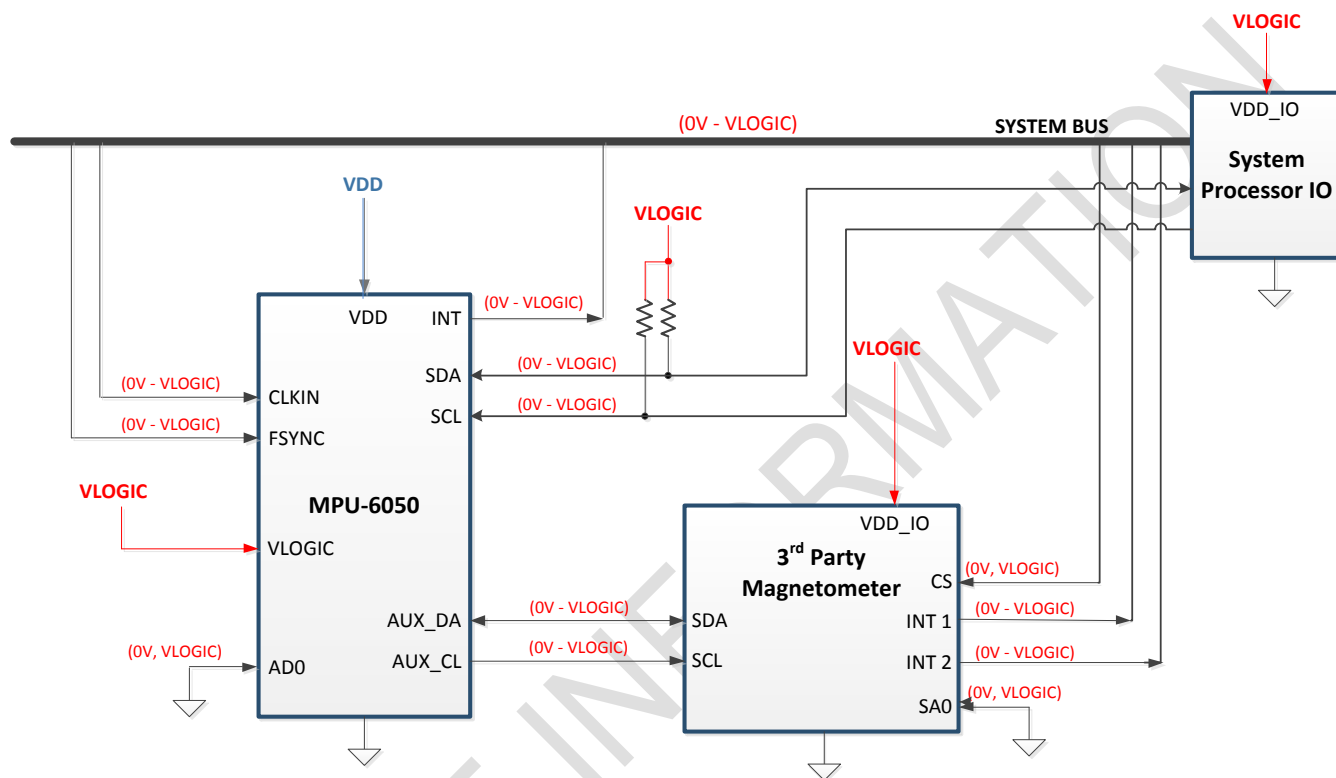 VLOGIC
VDD_IO
System
Processor IO
(0V - VLOGIC)
SYSTEM BUS
VDD
VLOGIC
VDD
INT
(0V - VLOGIC)
SDA
(0V - VLOGIC)
SCL
(0V - VLOGIC)
(0V - VLOGIC)
CLKIN
(0V - VLOGIC)
FSYNC
MPU-6050
VLOGIC
VLOGIC
(0V, VLOGIC)
AD0
AUX_DA
(0V - VLOGIC)
AUX_CL
(0V - VLOGIC)
VLOGIC
VDD_IO
3rd Party
Magnetometer
SDA
SCL
CS
(0V, VLOGIC)
INT 1
(0V - VLOGIC)
INT 2
(0V - VLOGIC)
SA0
(0V, VLOGIC)
E INFORMATION